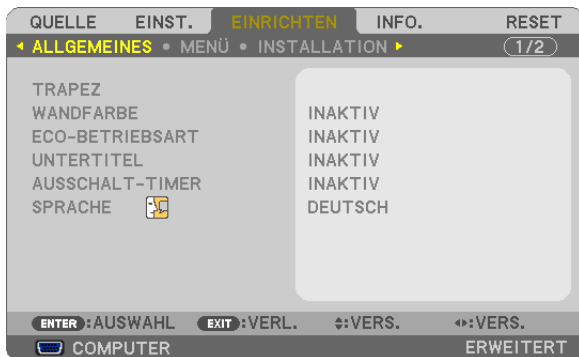 QUELLE EINST. EINRICHTEN INFO. RESET
ALLGEMEINES • MENÜ • INSTALLATION 1/2
TRAPEZ
WANDFARBE INAKTIV
ECO-BETRIEBSART INAKTIV
UNTERTITEL INAKTIV
AUSSCHALT-TIMER INAKTIV
SPRACHE DEUTSCH
ENTER :AUSWAHL EXIT :VERL. :VERS. :VERS.
COMPUTER ERWEITERT